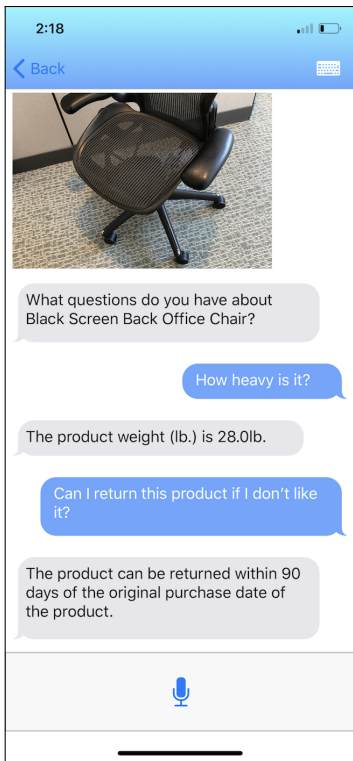 2:18
Back
What questions do you have about
Black Screen Back Office Chair?
How heavy is it?
The product weight (lb.) is 28.0lb.
Can I return this product if I don't like
it?
The product can be returned within 90
days of the original purchase date of
the product.